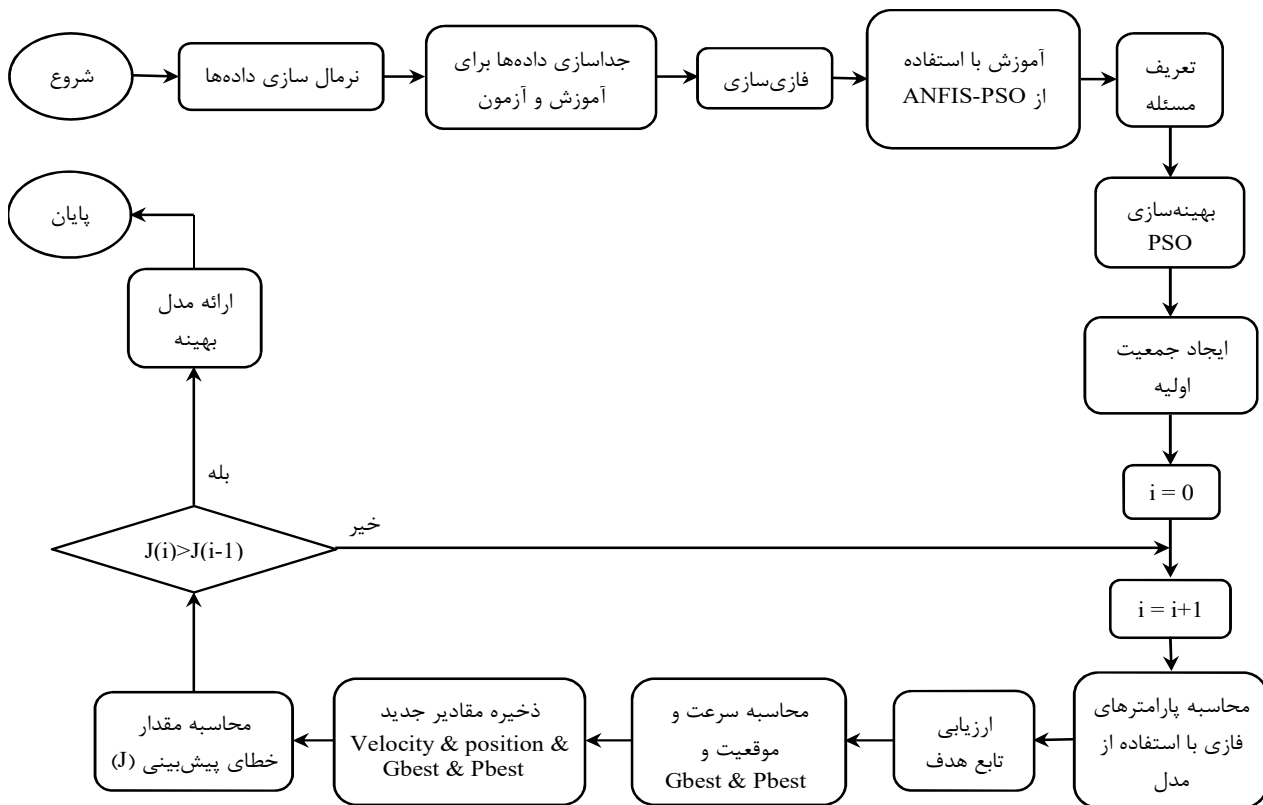 شروع
نرمال سازی داده‌ها
جداسازی داده‌ها برای
آموزش و آزمون
فازی‌سازی
آموزش با استفاده
از ANFIS-PSO
تعریف
مسئله
بهینه‌سازی
PSO
ایجاد جمعیت
اولیه
i = 0
i = i+1
محاسبه پارامترهای
فازی با استفاده از
مدل
ارزیابی
تابع هدف
محاسبه سرعت و
موقعیت و
Gbest & Pbest
ذخیره مقادیر جدید
Velocity & position &
Gbest & Pbest
محاسبه مقدار
خطای پیش‌بینی (J)
J(i)>J(i-1)
خیر
بله
ارائه مدل
بهینه
پایان